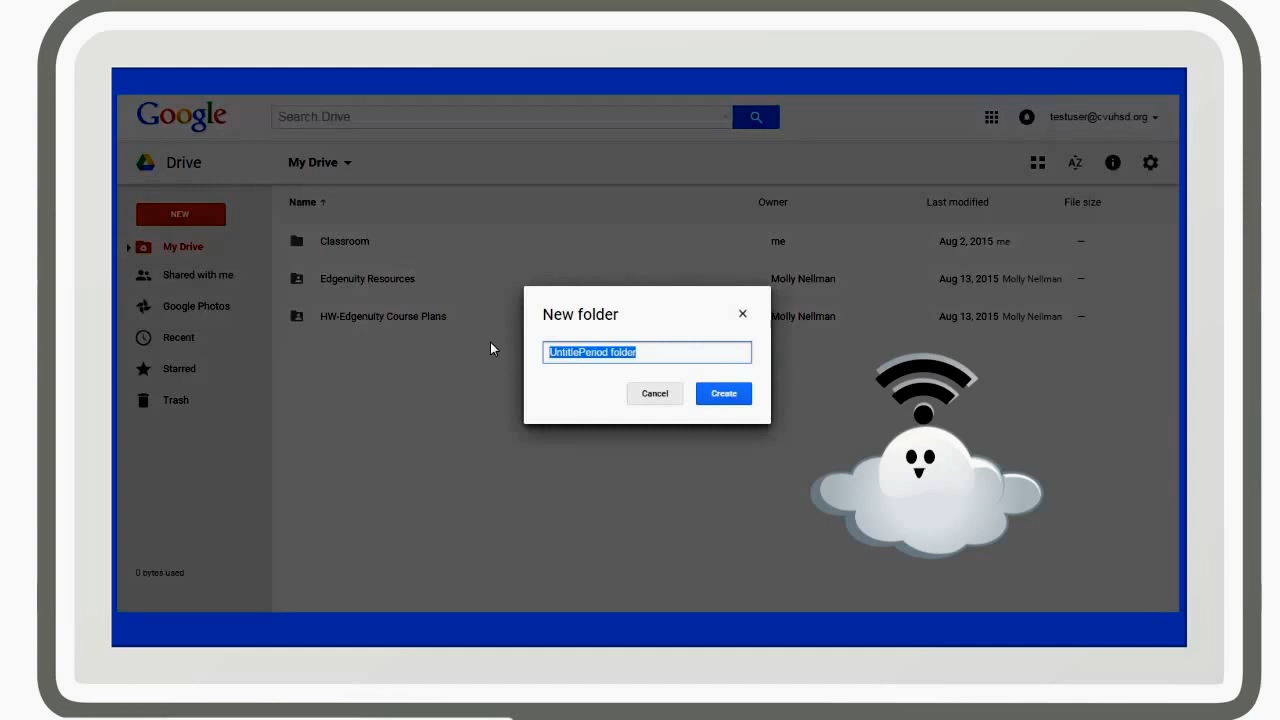 Google Search Drive testuser@cvuhsd.org
Drive My Drive AZ
Name Owner Last modified File size
NEW
Classroom me Aug 2, 2015 me –
My Drive
Shared with me
Edgenuity Resources Molly Nellman Aug 13, 2015 Molly Nellman –
Google Photos
HW-Edgenuity Course Plans Molly Nellman Aug 13, 2015 Molly Nellman –
Recent
Starred
Trash
0 bytes used
New folder
UntitlePeriod folder
Cancel Create